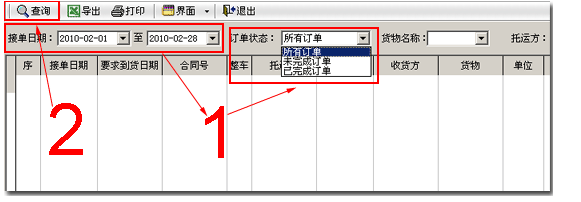 查询 导出 打印 界面 退出
接单日期: 2010-02-01 至 2010-02-28 订单状态: 所有订单 货物名称: 托运方:
所有订单
未完成订单
已完成订单
序 接单日期 要求到货日期 合同号 整车 托 收货方 货物 单位
1
2